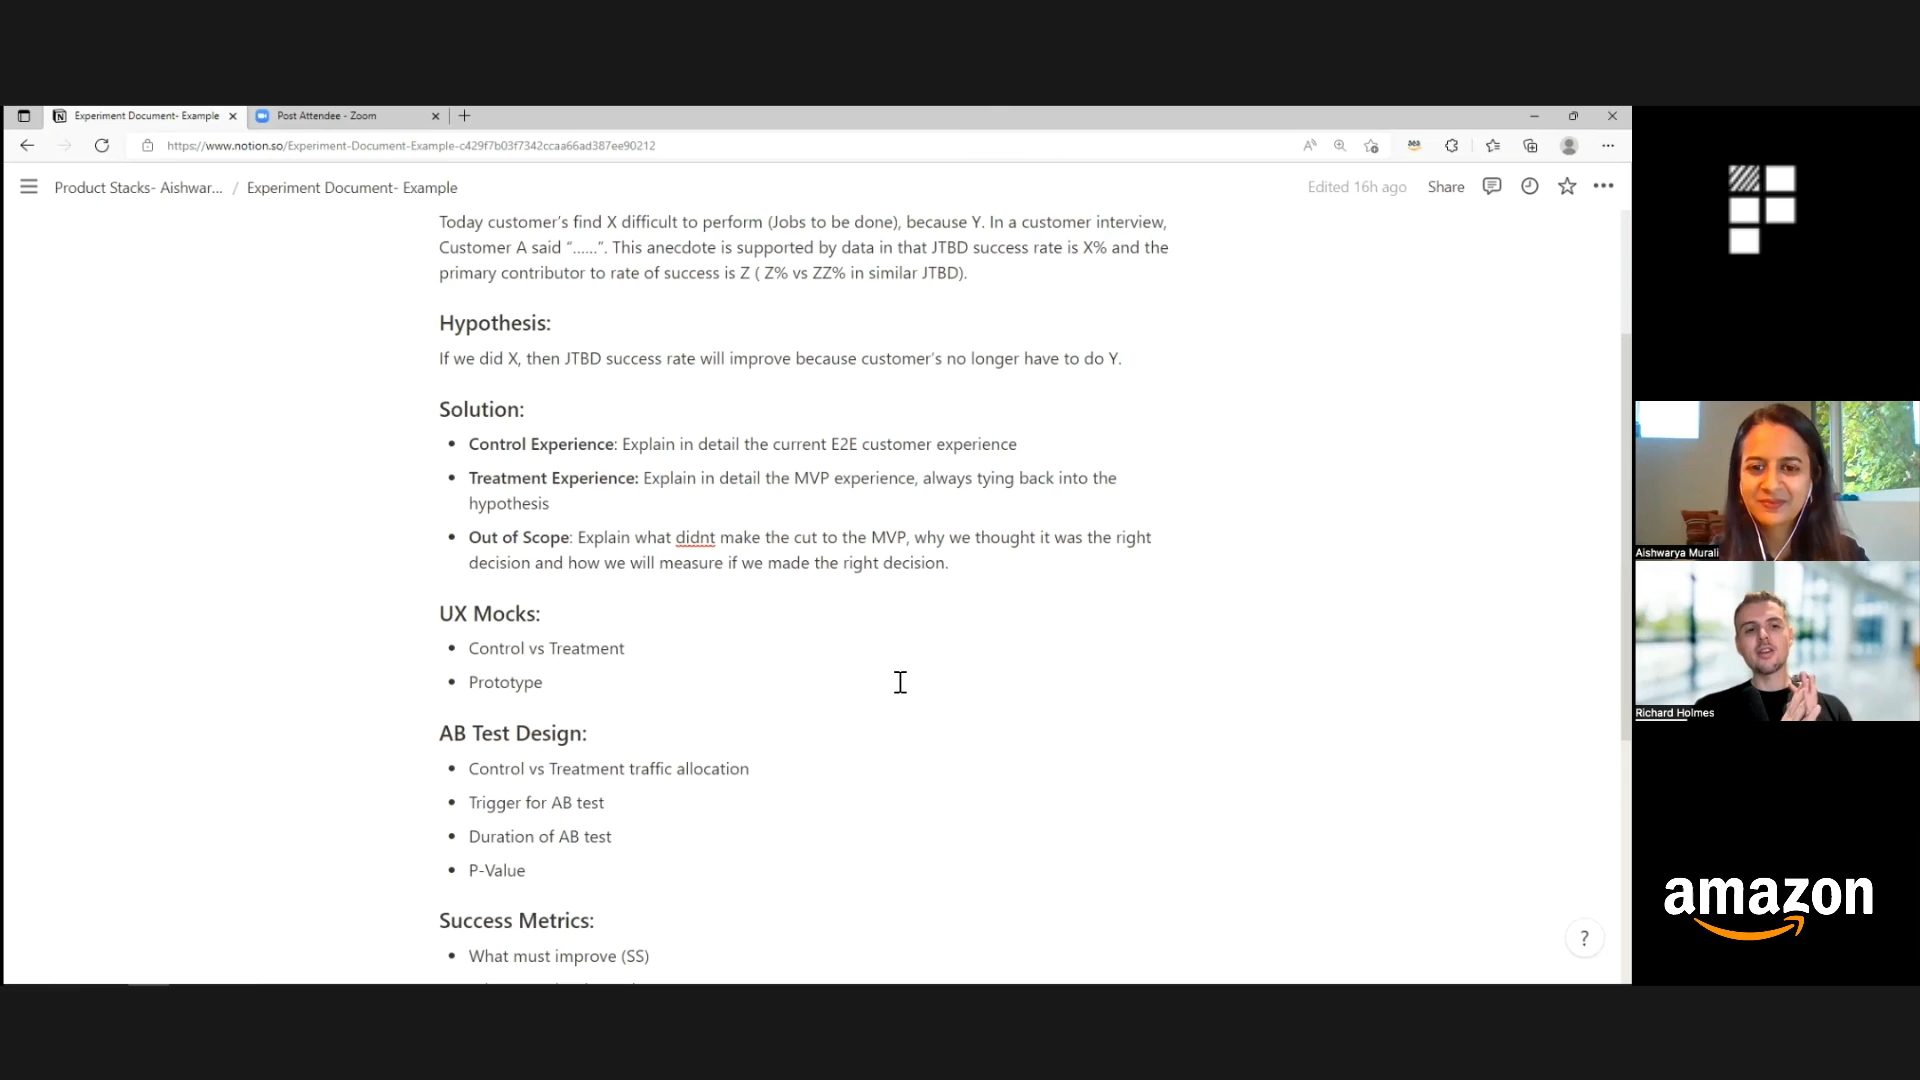 Experiment Document- Example
Post Attendee - Zoom
https://www.notion.so/Experiment-Document-Example-c429f7b03f7342ccaa66ad387ee90212
Product Stacks- Aishwar... / Experiment Document- Example
Edited 16h ago
Share
Today customer’s find X difficult to perform (Jobs to be done), because Y. In a customer interview,
Customer A said “......”. This anecdote is supported by data in that JTBD success rate is X% and the
primary contributor to rate of success is Z ( Z% vs ZZ% in similar JTBD).
Hypothesis:
If we did X, then JTBD success rate will improve because customer’s no longer have to do Y.
Solution:
• Control Experience: Explain in detail the current E2E customer experience
• Treatment Experience: Explain in detail the MVP experience, always tying back into the
hypothesis
• Out of Scope: Explain what didnt make the cut to the MVP, why we thought it was the right
decision and how we will measure if we made the right decision.
UX Mocks:
• Control vs Treatment
• Prototype
AB Test Design:
• Control vs Treatment traffic allocation
• Trigger for AB test
• Duration of AB test
• P-Value
Success Metrics:
• What must improve (SS)
?
Aishwarya Murali
Richard Holmes
amazon